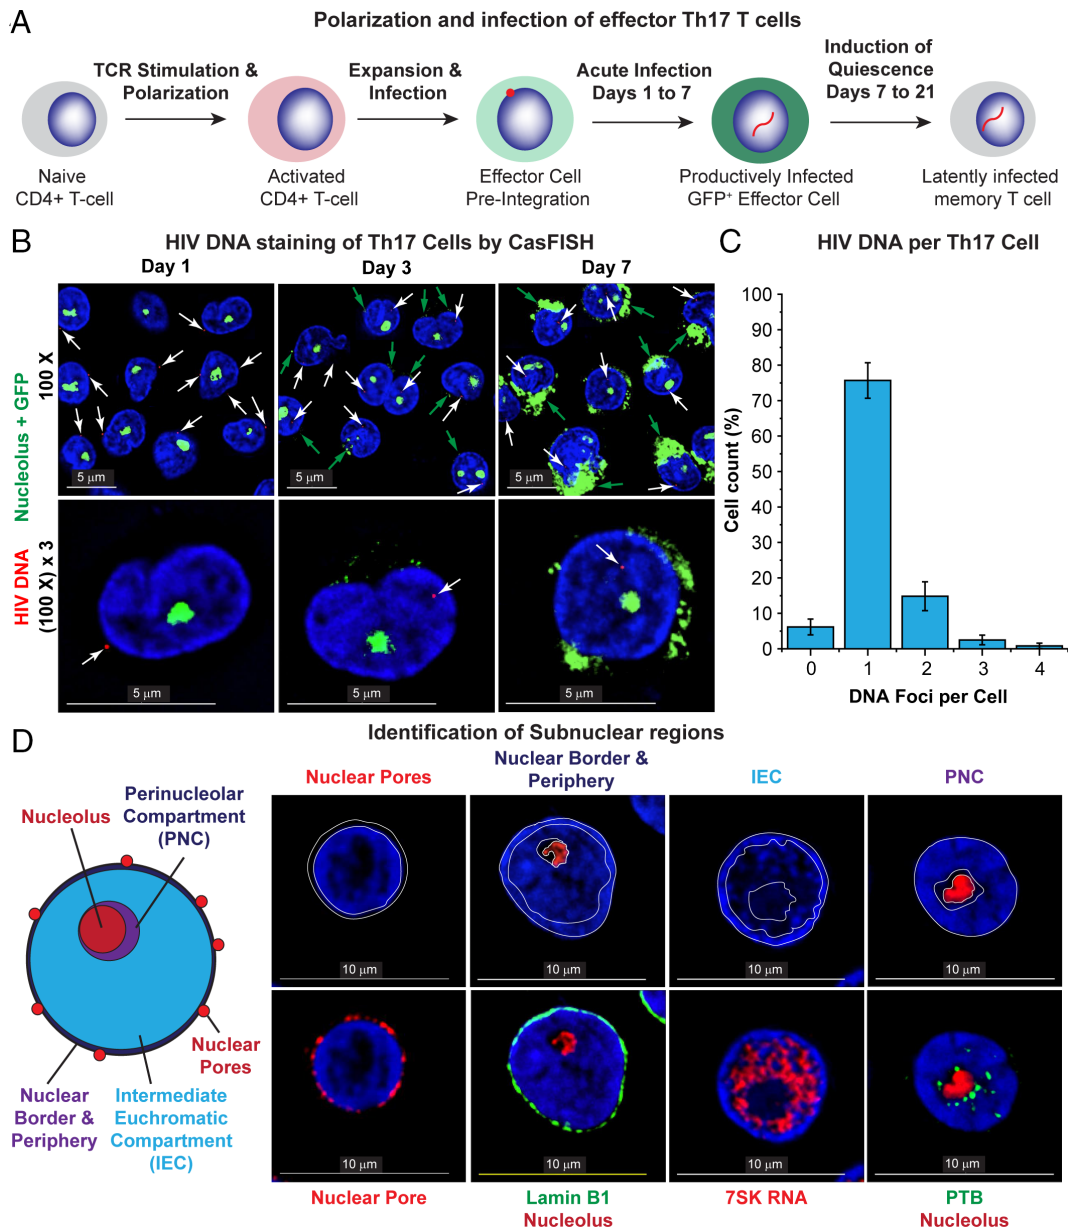 A
Polarization and infection of effector Th17 T cells
TCR Stimulation &
Polarization
Expansion &
Infection
Acute Infection
Days 1 to 7
Induction of
Quiescence
Days 7 to 21
Naive
CD4+ T-cell
Activated
CD4+ T-cell
Effector Cell
Pre-Integration
Productively Infected
GFP+ Effector Cell
Latently infected
memory T cell
B
HIV DNA staining of Th17 Cells by CasFISH
Day 1
Day 3
Day 7
HIV DNA Nucleolus + GFP
100 X
5 μm
5 μm
5 μm
(100 X) x 3
5 μm
5 μm
5 μm
C
HIV DNA per Th17 Cell
Cell count (%)
100
90
80
70
60
50
40
30
20
10
0
0 1 2 3 4
DNA Foci per Cell
D
Identification of Subnuclear regions
Nucleolus
Perinucleolar
Compartment
(PNC)
Nuclear
Pores
Nuclear
Border &
Periphery
Intermediate
Euchromatic
Compartment
(IEC)
Nuclear Pores
Nuclear Border &
Periphery
IEC
PNC
10 μm
10 μm
10 μm
10 μm
10 μm
10 μm
10 μm
10 μm
Nuclear Pore
Lamin B1
Nucleolus
7SK RNA
PTB
Nucleolus